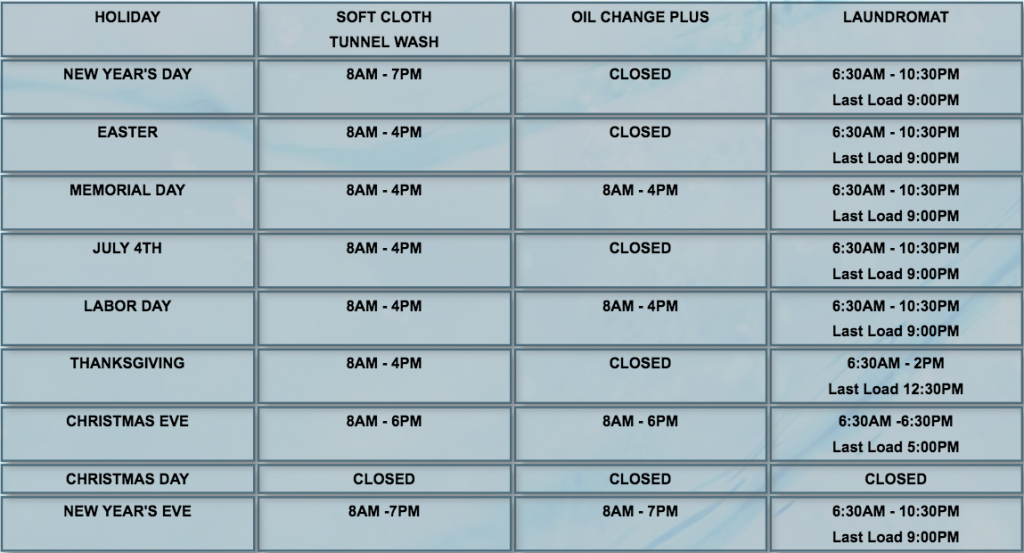 HOLIDAY SOFT CLOTH OIL CHANGE PLUS LAUNDROMAT
TUNNEL WASH
NEW YEAR'S DAY 8AM - 7PM CLOSED 6:30AM - 10:30PM
Last Load 9:00PM
EASTER 8AM - 4PM CLOSED 6:30AM - 10:30PM
Last Load 9:00PM
MEMORIAL DAY 8AM - 4PM 8AM - 4PM 6:30AM - 10:30PM
Last Load 9:00PM
JULY 4TH 8AM - 4PM CLOSED 6:30AM - 10:30PM
Last Load 9:00PM
LABOR DAY 8AM - 4PM 8AM - 4PM 6:30AM - 10:30PM
Last Load 9:00PM
THANKSGIVING 8AM - 4PM CLOSED 6:30AM - 2PM
Last Load 12:30PM
CHRISTMAS EVE 8AM - 6PM 8AM - 6PM 6:30AM -6:30PM
Last Load 5:00PM
CHRISTMAS DAY CLOSED CLOSED CLOSED
NEW YEAR'S EVE 8AM -7PM 8AM - 7PM 6:30AM - 10:30PM
Last Load 9:00PM